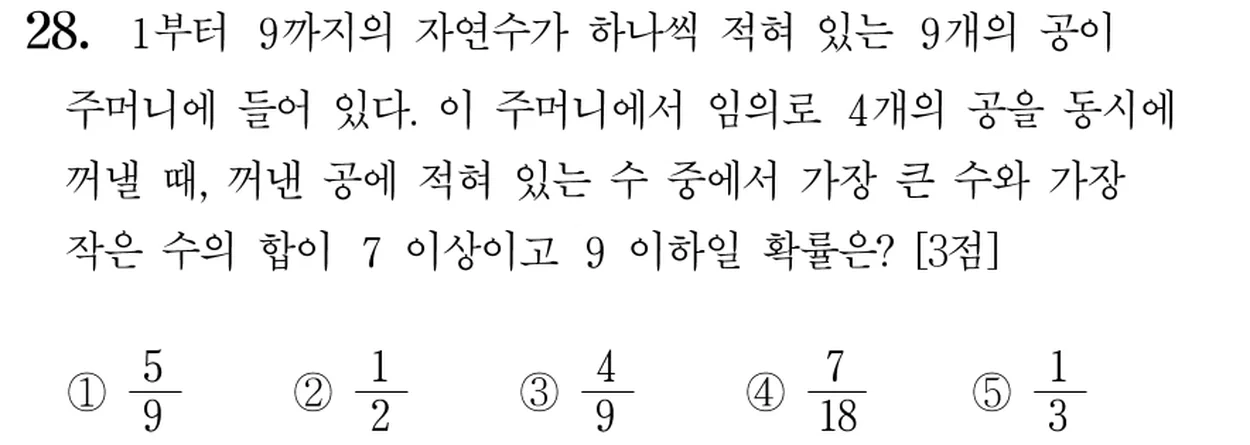 28. 1부터 9까지의 자연수가 하나씩 적혀 있는 9개의 공이
주머니에 들어 있다. 이 주머니에서 임의로 4개의 공을 동시에
꺼낼 때, 꺼낸 공에 적혀 있는 수 중에서 가장 큰 수와 가장
작은 수의 합이 7 이상이고 9 이하일 확률은? [3점]
① 5/9 ② 1/2 ③ 4/9 ④ 7/18 ⑤ 1/3